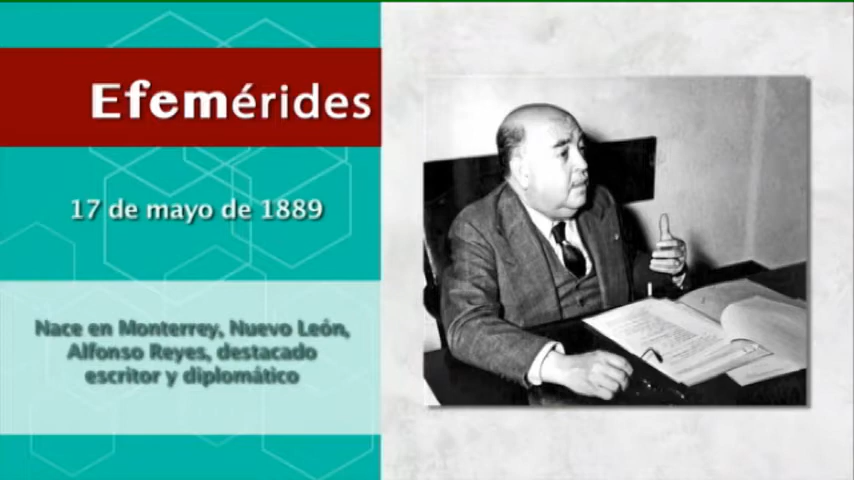 Efemérides
17 de mayo de 1889
Nace en Monterrey, Nuevo León,
Alfonso Reyes, destacado
escritor y diplomático